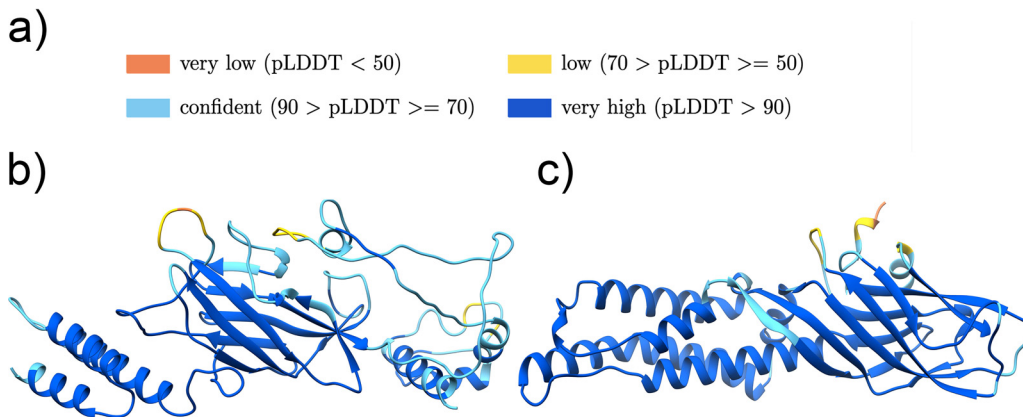 a)
very low (pLDDT < 50) low (70 > pLDDT >= 50)
confident (90 > pLDDT >= 70) very high (pLDDT > 90)
b) c)